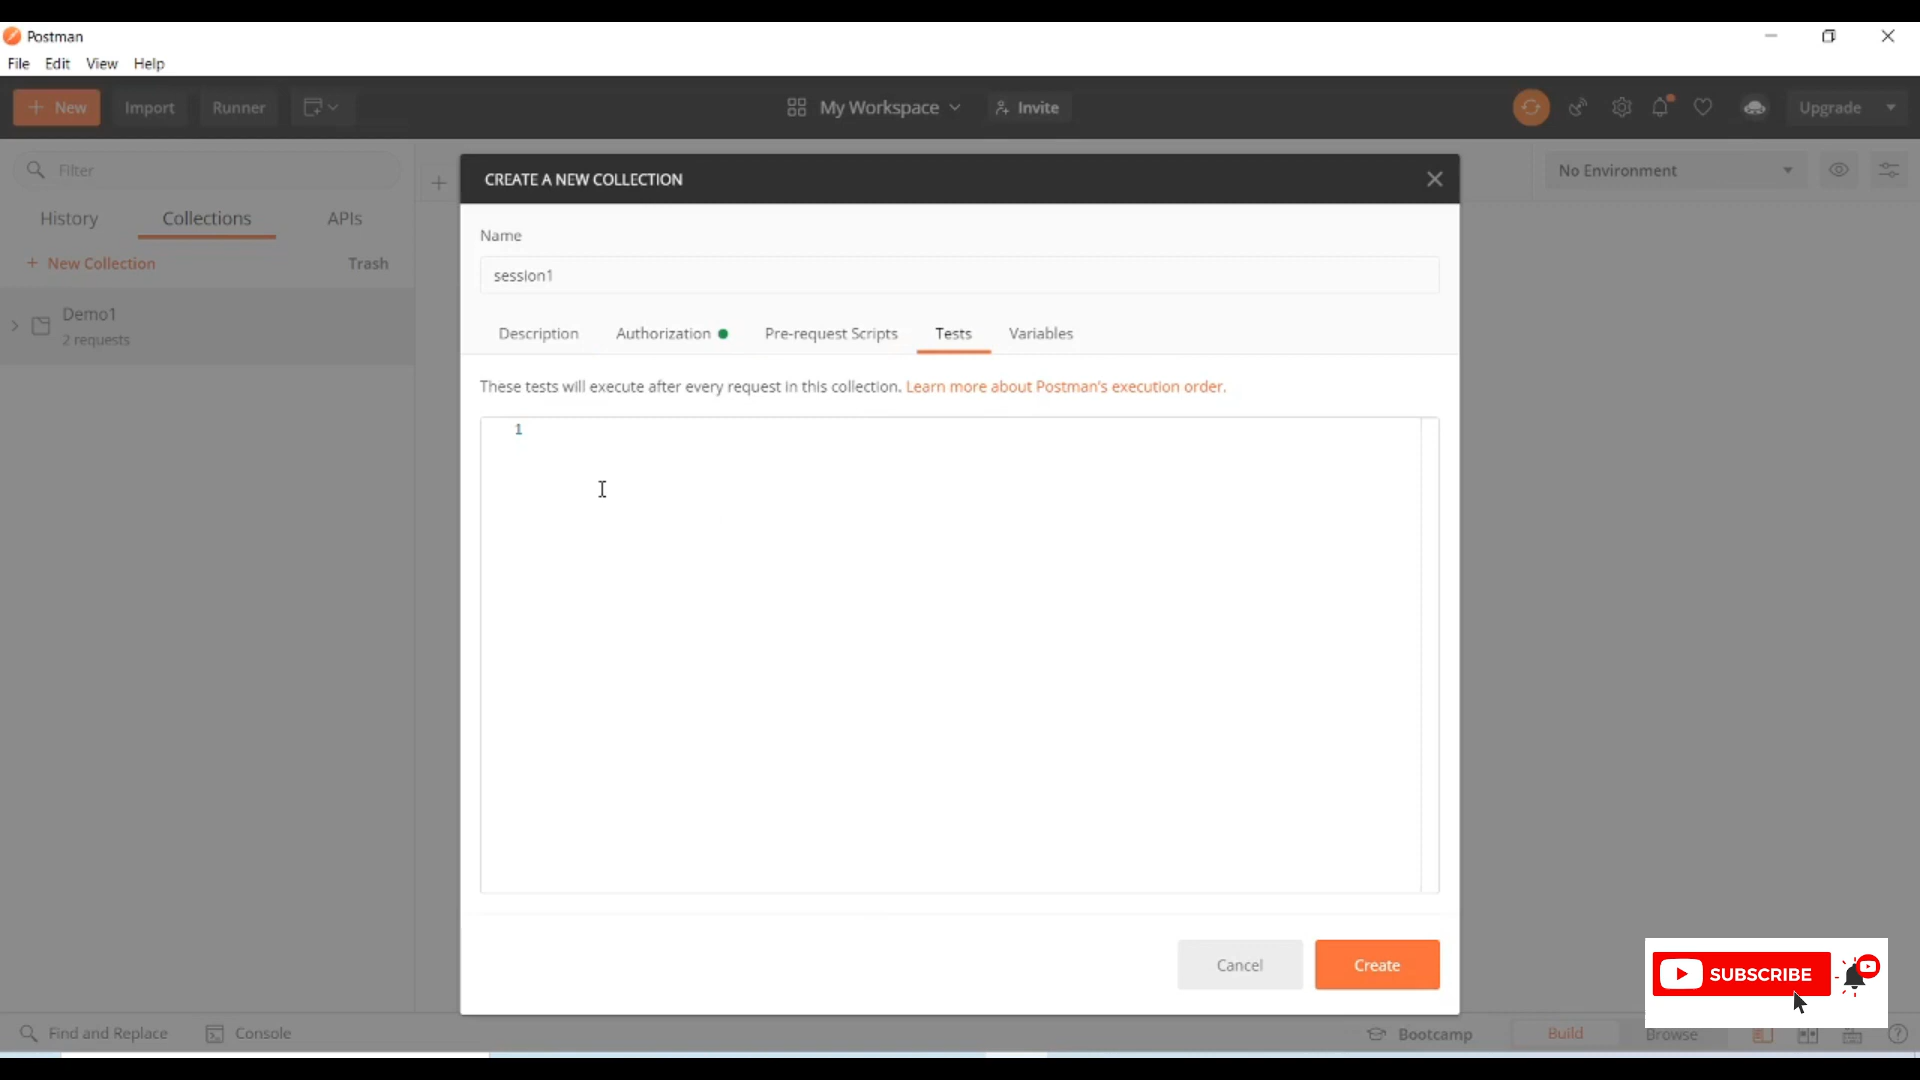 Postman
File Edit View Help
+ New Import Runner My Workspace Invite Upgrade
Filter
History Collections APIs
+ New Collection Trash
Demo1
2 requests
No Environment
CREATE A NEW COLLECTION
Name
session1
Description Authorization Pre-request Scripts Tests Variables
These tests will execute after every request in this collection. Learn more about Postman's execution order.
1
Cancel Create
SUBSCRIBE
Find and Replace Console Bootcamp Build Browse